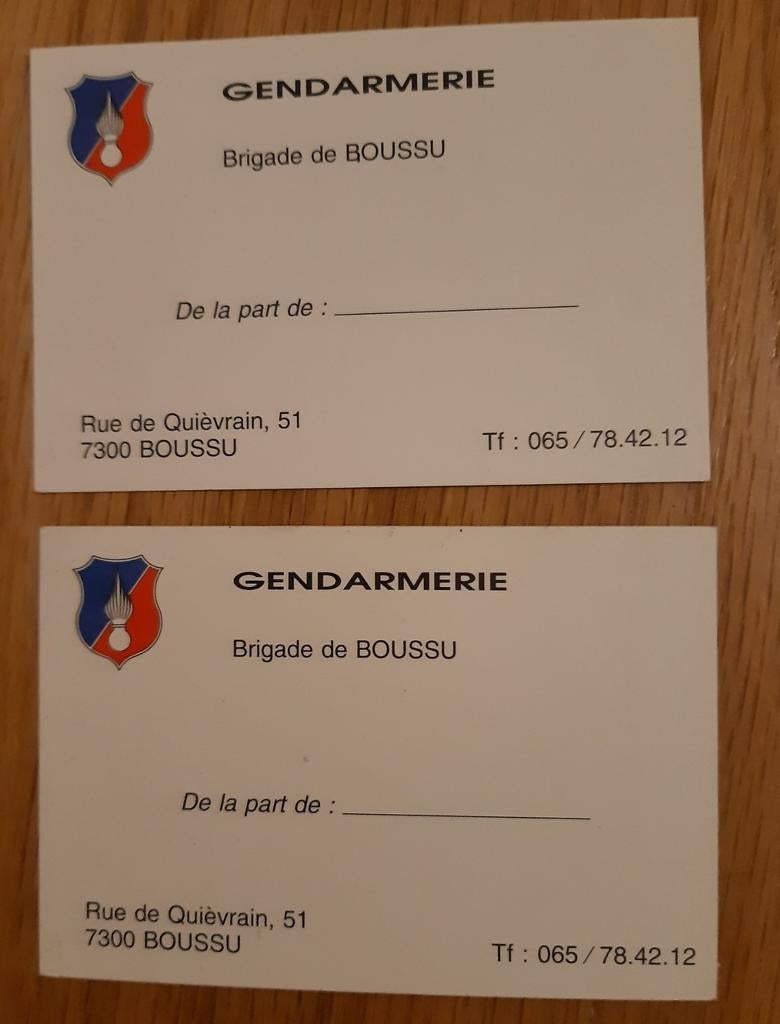 GENDARMERIE
Brigade de BOUSSU
De la part de :
Rue de Quièvrain, 51
7300 BOUSSU
Tf : 065 / 78.42.12
GENDARMERIE
Brigade de BOUSSU
De la part de :
Rue de Quièvrain, 51
7300 BOUSSU
Tf : 065 / 78.42.12